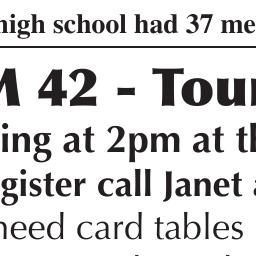 high school had 37 me
M 42 - Tour
ing at 2pm at th
gister call Janet a
need card tables